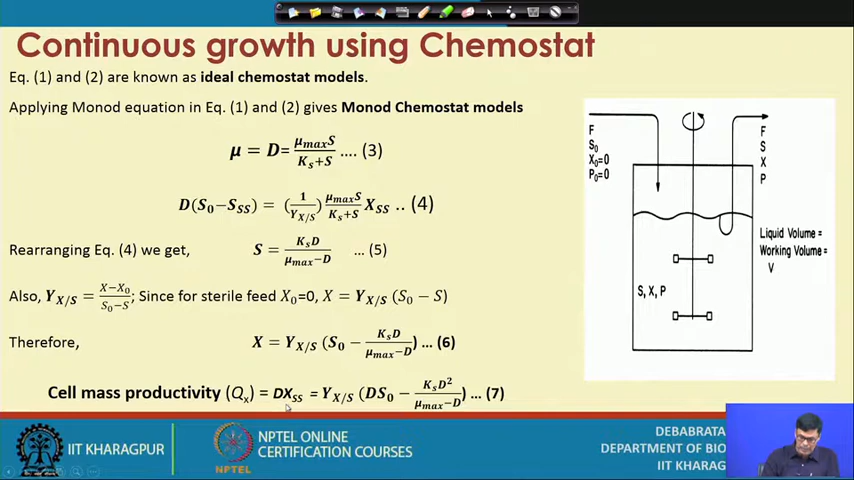 Continuous growth using Chemostat
Eq. (1) and (2) are known as ideal chemostat models.
Applying Monod equation in Eq. (1) and (2) gives Monod Chemostat models
μ = D= μmaxS / Ks+S .... (3)
D(S0−SSS) = (1/YX/S) μmaxS / Ks+S XSS .. (4)
Rearranging Eq. (4) we get, S = KsD / μmax−D ... (5)
Also, YX/S = X−X0 / S0−S; Since for sterile feed X0=0, X = YX/S (S0 − S)
Therefore, X = YX/S (S0 − KsD / μmax−D) ... (6)
Cell mass productivity (Qx) = DXSS = YX/S (DS0 − KsD2 / μmax−D) ... (7)
F
S0
X0=0
P0=0
F
S
X
P
Liquid Volume =
Working Volume =
V
S, X, P
IIT KHARAGPUR
NPTEL
NPTEL ONLINE
CERTIFICATION COURSES
DEBABRATA
DEPARTMENT OF BIO
IIT KHARAG